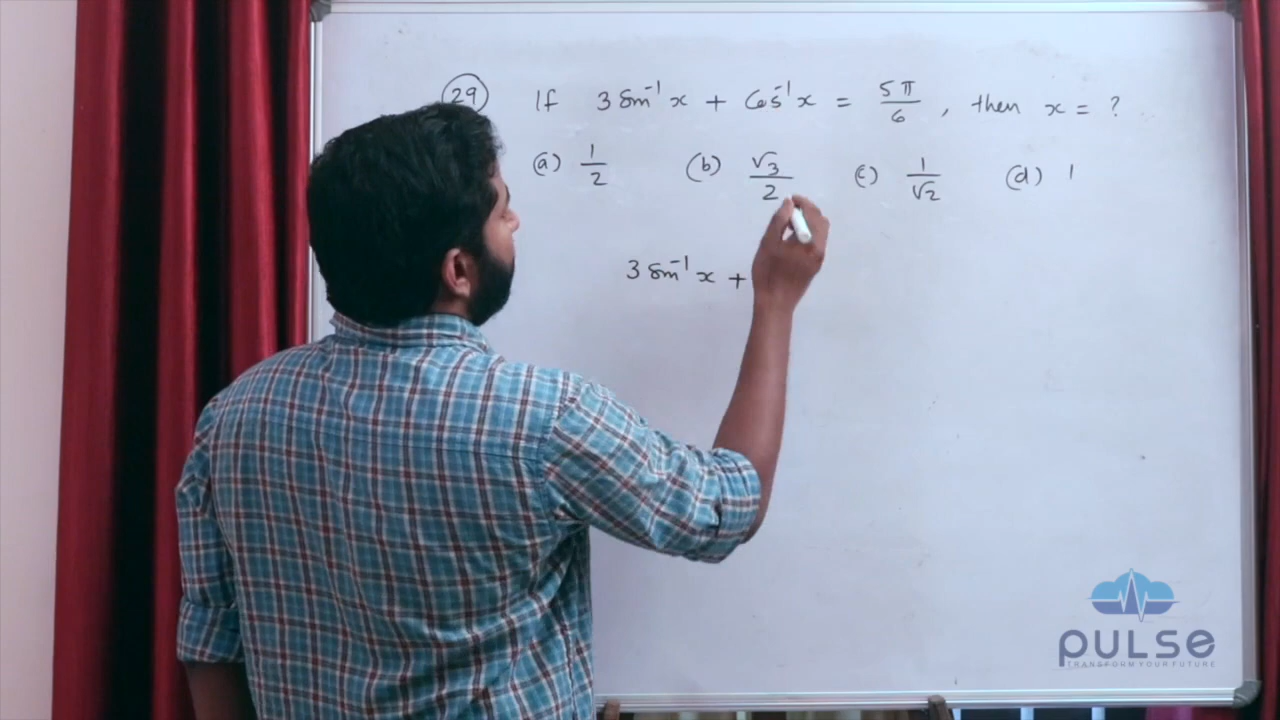 29 If 3 sin⁻¹x + Cos⁻¹x = 5π/6 , then x = ?
(a) 1/2 (b) √3/2 (c) 1/√2 (d) 1
3 sin⁻¹x +
PULSE
TRANSFORM YOUR FUTURE